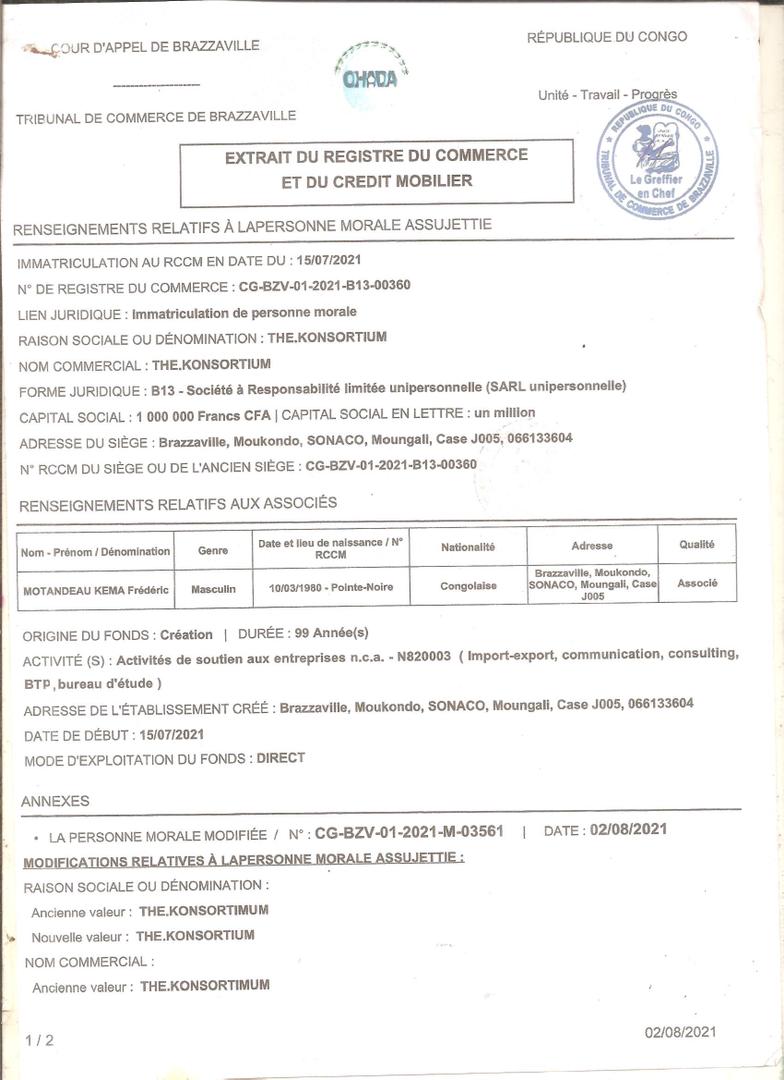 COUR D'APPEL DE BRAZZAVILLE
RÉPUBLIQUE DU CONGO
OHADA
Unité - Travail - Progrès
TRIBUNAL DE COMMERCE DE BRAZZAVILLE
RÉPUBLIQUE DU CONGO
Le Greffier
en Chef
TRIBUNAL DE COMMERCE DE BRAZZAVILLE
EXTRAIT DU REGISTRE DU COMMERCE
ET DU CREDIT MOBILIER
RENSEIGNEMENTS RELATIFS À LAPERSONNE MORALE ASSUJETTIE
IMMATRICULATION AU RCCM EN DATE DU : 15/07/2021
N° DE REGISTRE DU COMMERCE : CG-BZV-01-2021-B13-00360
LIEN JURIDIQUE : Immatriculation de personne morale
RAISON SOCIALE OU DÉNOMINATION : THE.KONSORTIUM
NOM COMMERCIAL : THE.KONSORTIUM
FORME JURIDIQUE : B13 - Société à Responsabilité limitée unipersonnelle (SARL unipersonnelle)
CAPITAL SOCIAL : 1 000 000 Francs CFA | CAPITAL SOCIAL EN LETTRE : un million
ADRESSE DU SIÈGE : Brazzaville, Moukondo, SONACO, Moungali, Case J005, 066133604
N° RCCM DU SIÈGE OU DE L'ANCIEN SIÈGE : CG-BZV-01-2021-B13-00360
RENSEIGNEMENTS RELATIFS AUX ASSOCIÉS
Nom - Prénom / Dénomination Genre Date et lieu de naissance / N° RCCM Nationalité Adresse Qualité
MOTANDEAU KEMA Frédéric Masculin 10/03/1980 - Pointe-Noire Congolaise Brazzaville, Moukondo, SONACO, Moungali, Case J005 Associé
ORIGINE DU FONDS : Création | DURÉE : 99 Année(s)
ACTIVITÉ (S) : Activités de soutien aux entreprises n.c.a. - N820003 ( Import-export, communication, consulting,
BTP,bureau d'étude )
ADRESSE DE L'ÉTABLISSEMENT CRÉÉ : Brazzaville, Moukondo, SONACO, Moungali, Case J005, 066133604
DATE DE DÉBUT : 15/07/2021
MODE D'EXPLOITATION DU FONDS : DIRECT
ANNEXES
• LA PERSONNE MORALE MODIFIÉE / N° : CG-BZV-01-2021-M-03561 | DATE : 02/08/2021
MODIFICATIONS RELATIVES À LAPERSONNE MORALE ASSUJETTIE :
RAISON SOCIALE OU DÉNOMINATION :
Ancienne valeur : THE.KONSORTIMUM
Nouvelle valeur : THE.KONSORTIUM
NOM COMMERCIAL :
Ancienne valeur : THE.KONSORTIMUM
1 / 2
02/08/2021